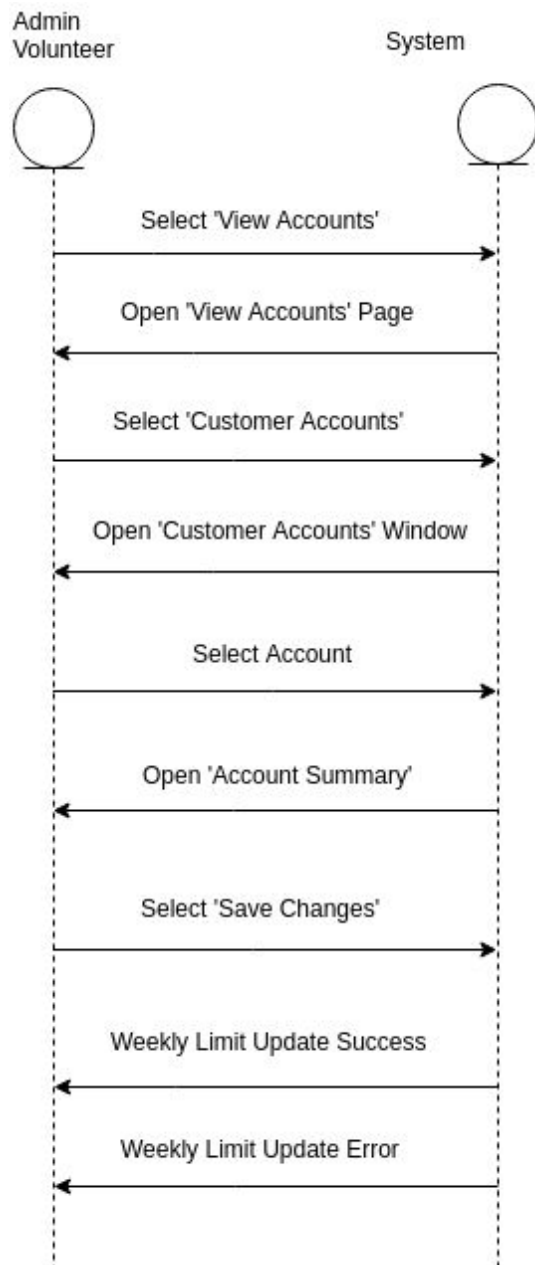 Admin
Volunteer
System
Select 'View Accounts'
Open 'View Accounts' Page
Select 'Customer Accounts'
Open 'Customer Accounts' Window
Select Account
Open 'Account Summary'
Select 'Save Changes'
Weekly Limit Update Success
Weekly Limit Update Error